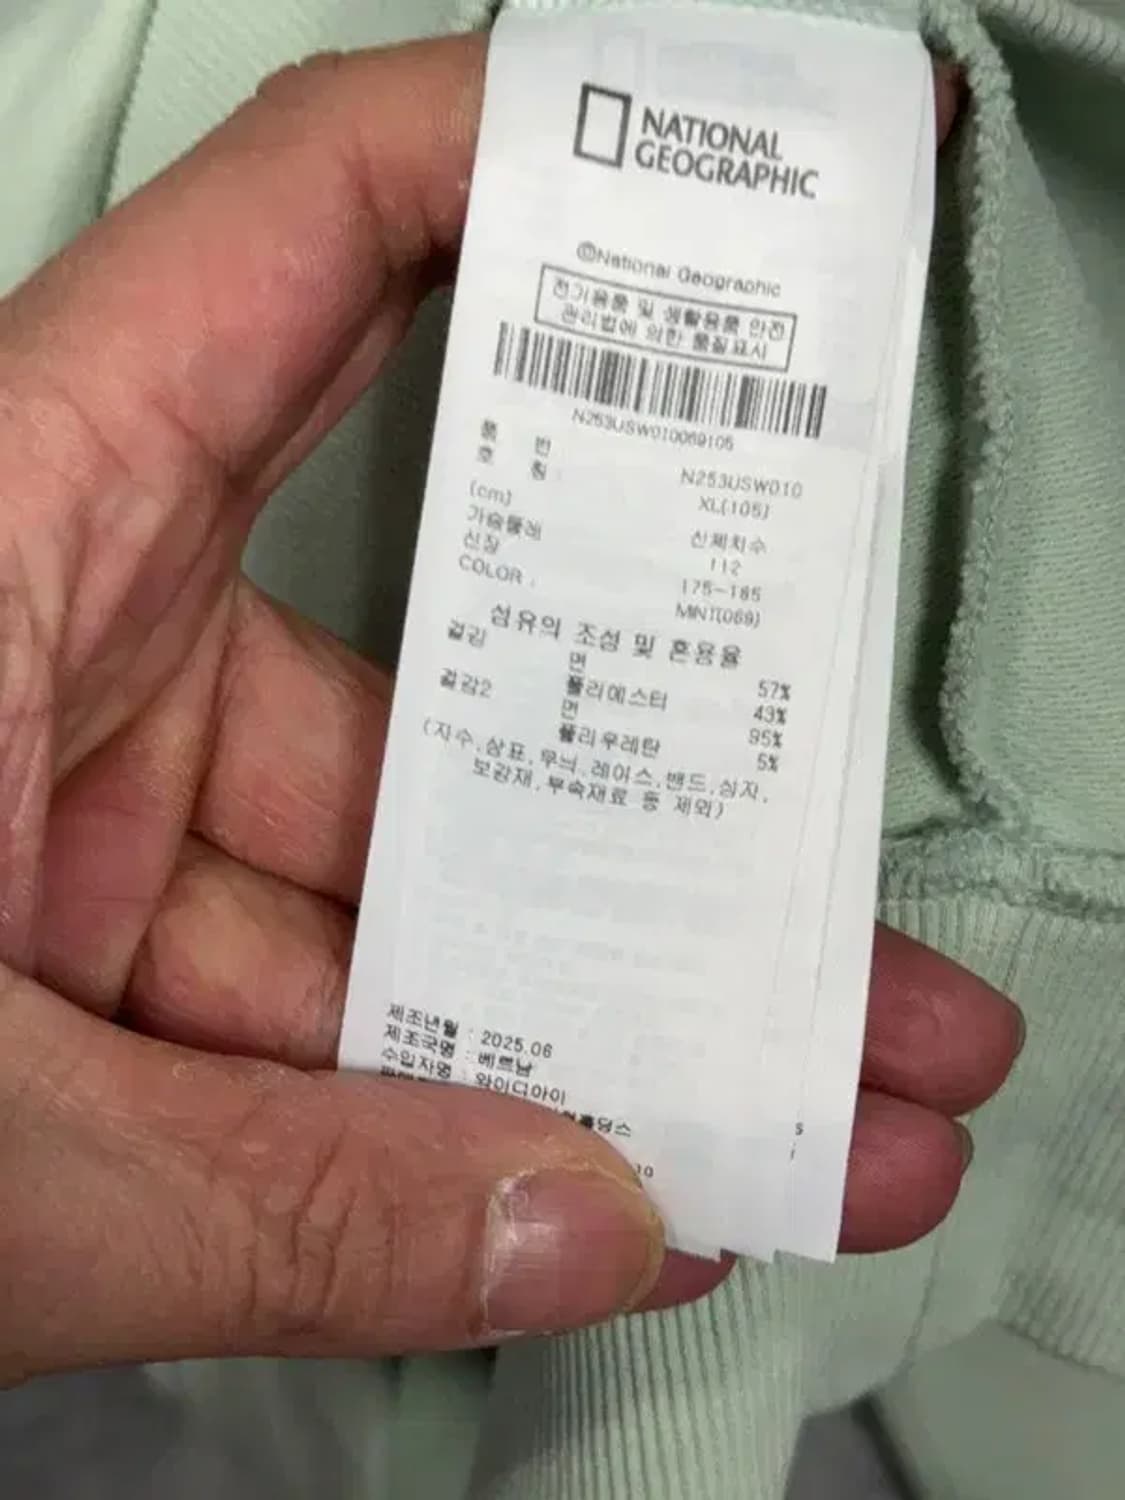 NATIONAL
GEOGRAPHIC
©National Geographic
전기용품 및 생활용품 안전
관리법에 의한 품질표시
N253USW010069105
품 번 N253USW010
호 칭 : XL(105)
(cm) 신체치수
가슴둘레 112
신장 175-185
COLOR : MINT(069)
섬유의 조성 및 혼용율
겉감 면 57%
폴리에스터 43%
겉감2 면 95%
폴리우레탄 5%
(자수,상표,무늬,레이스,밴드,심지,
보강재,부속재료 등 제외)
제조년월 : 2025.06
제조국명 : 베트남
수입자명 : 와이디아이
홀딩스
10